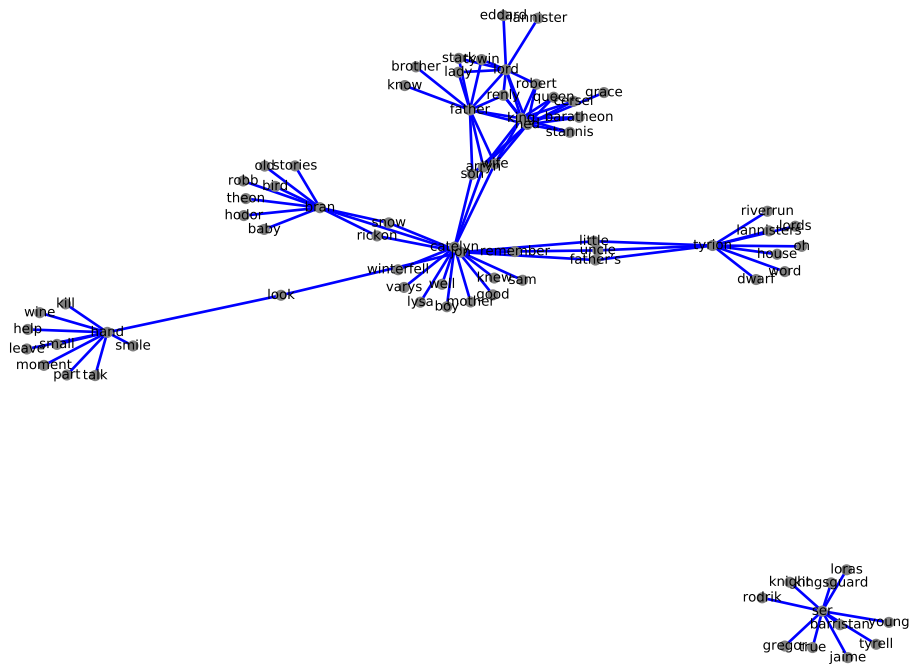 eddard
lannister
stark
tywin
brother
lady
lord
know
robert
renly
queen
cersei
grace
father
king
ned
baratheon
stannis
arryn
wife
son
old
stories
robb
bird
theon
bran
hodor
baby
snow
rickon
riverrun
lannisters
lords
little
catelyn
jon
remember
uncle
tyrion
oh
father's
house
winterfell
word
knew
sam
dwarf
varys
well
look
good
lysa
boy
mother
kill
wine
help
hand
leave
small
smile
moment
part
talk
loras
knight
kingsguard
rodrik
ser
barristan
young
gregor
true
tyrell
jaime